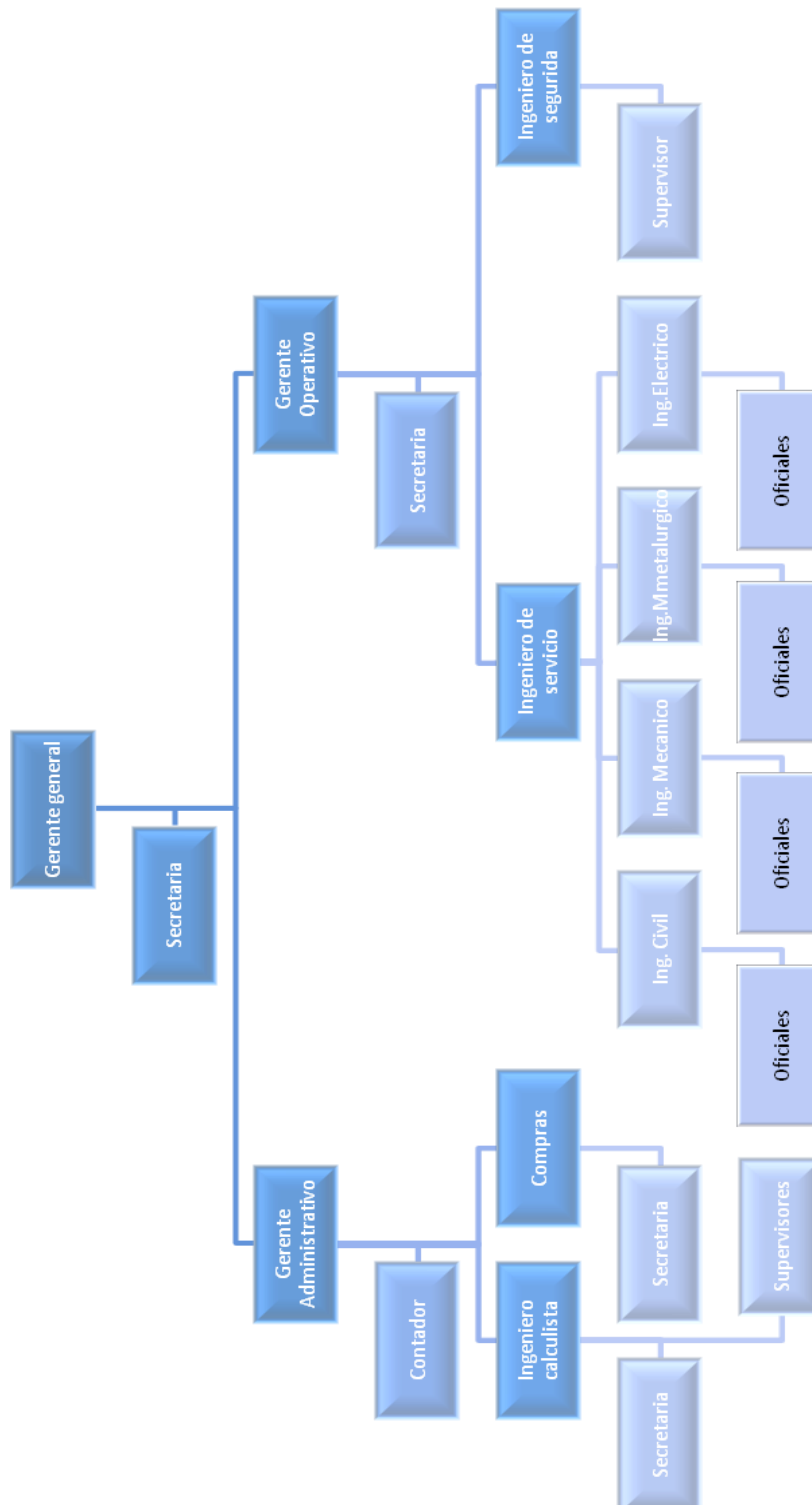 Gerente general
Secretaria
Gerente
Administrativo
Gerente
Operativo
Contador
Secretaria
Ingeniero
calculista
Compras
Ingeniero de
servicio
Ingeniero de
segurida
Secretaria
Secretaria
Ing. Civil
Ing. Mecanico
Ing.Mmetalurgico
Ing.Electrico
Supervisor
Supervisores
Oficiales
Oficiales
Oficiales
Oficiales